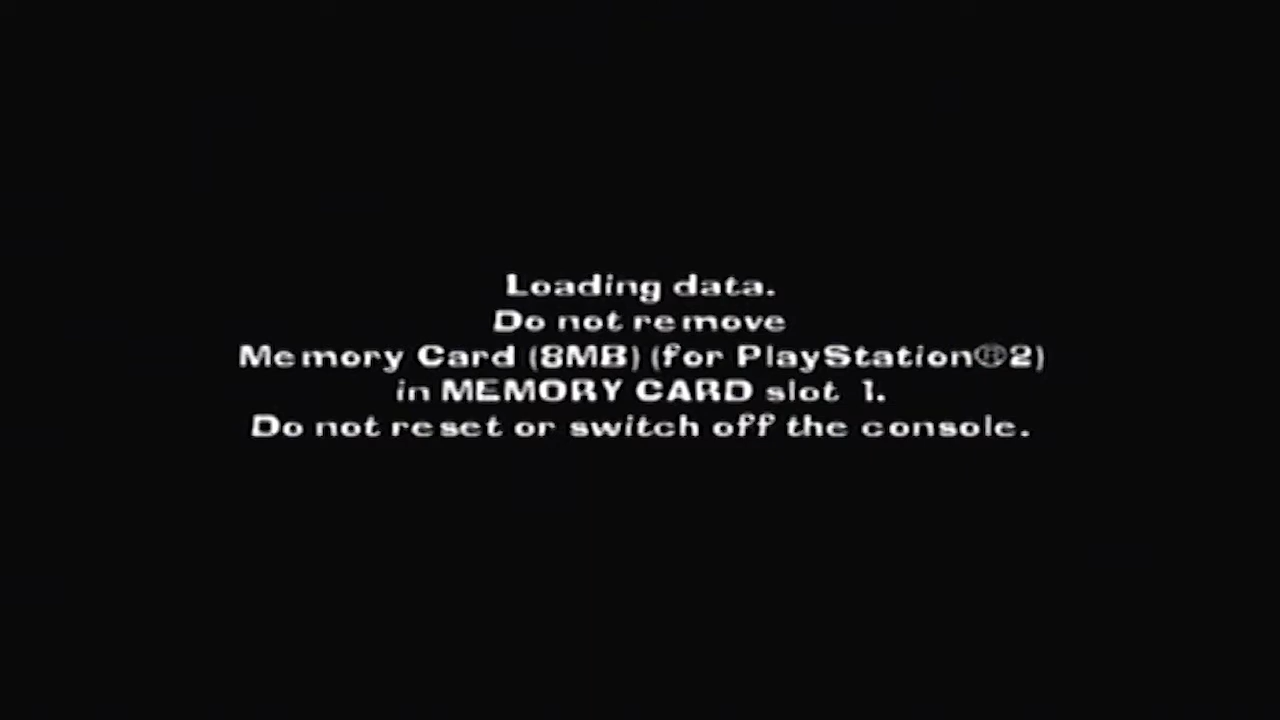 Loading data.
Do not remove
Memory Card (8MB) (for PlayStation®2)
in MEMORY CARD slot 1.
Do not reset or switch off the console.